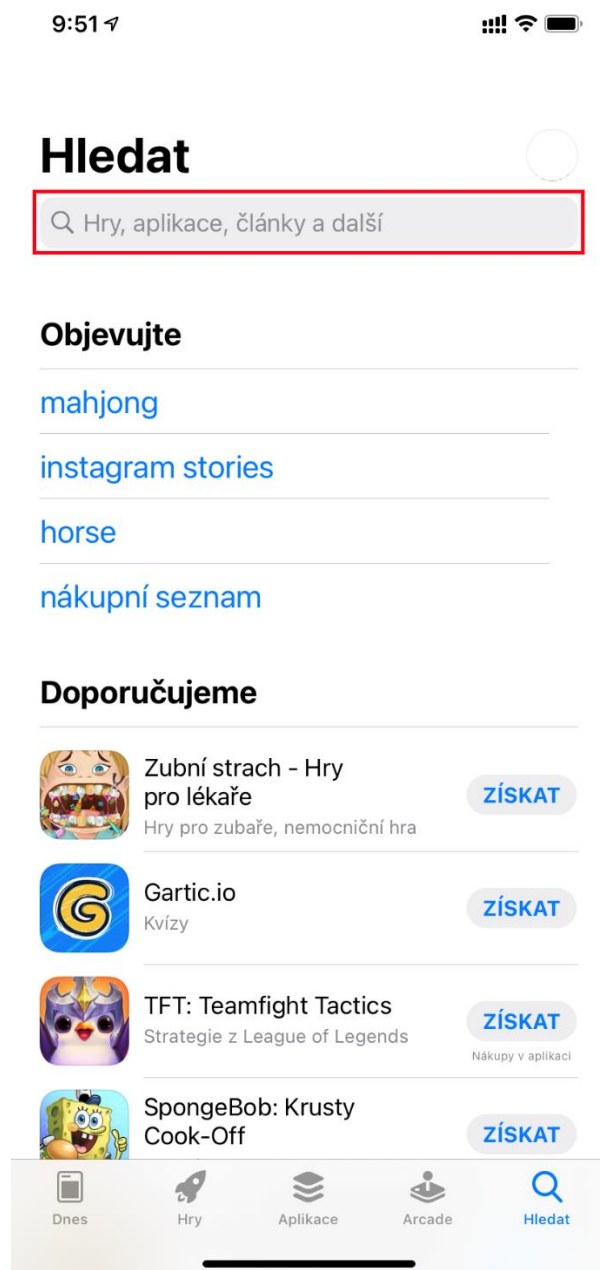 9:51
Hledat
Hry, aplikace, články a další
Objevujte
mahjong
instagram stories
horse
nákupní seznam
Doporučujeme
Zubní strach - Hry
pro lékaře
Hry pro zubaře, nemocniční hra
ZÍSKAT
G
Gartic.io
Kvízy
ZÍSKAT
TFT: Teamfight Tactics
Strategie z League of Legends
ZÍSKAT
Nákupy v aplikaci
SpongeBob: Krusty
Cook-Off
ZÍSKAT
Dnes
Hry
Aplikace
Arcade
Hledat